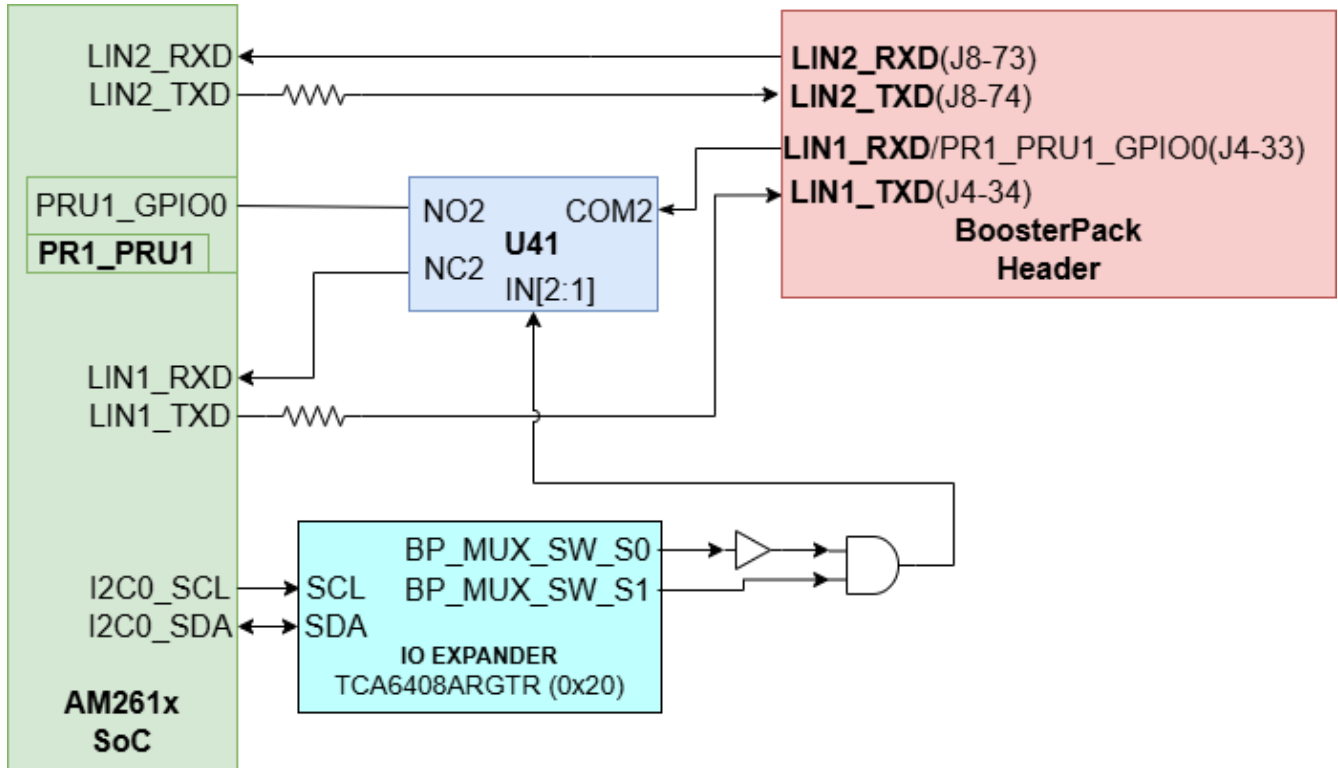 LIN2_RXD
LIN2_TXD
PRU1_GPIO0
PR1_PRU1
LIN1_RXD
LIN1_TXD
I2C0_SCL
I2C0_SDA
AM261x
SoC
NO2
COM2
U41
NC2
IN[2:1]
LIN2_RXD(J8-73)
LIN2_TXD(J8-74)
LIN1_RXD/PR1_PRU1_GPIO0(J4-33)
LIN1_TXD(J4-34)
BoosterPack
Header
BP_MUX_SW_S0
BP_MUX_SW_S1
SCL
SDA
IO EXPANDER
TCA6408ARGTR (0x20)